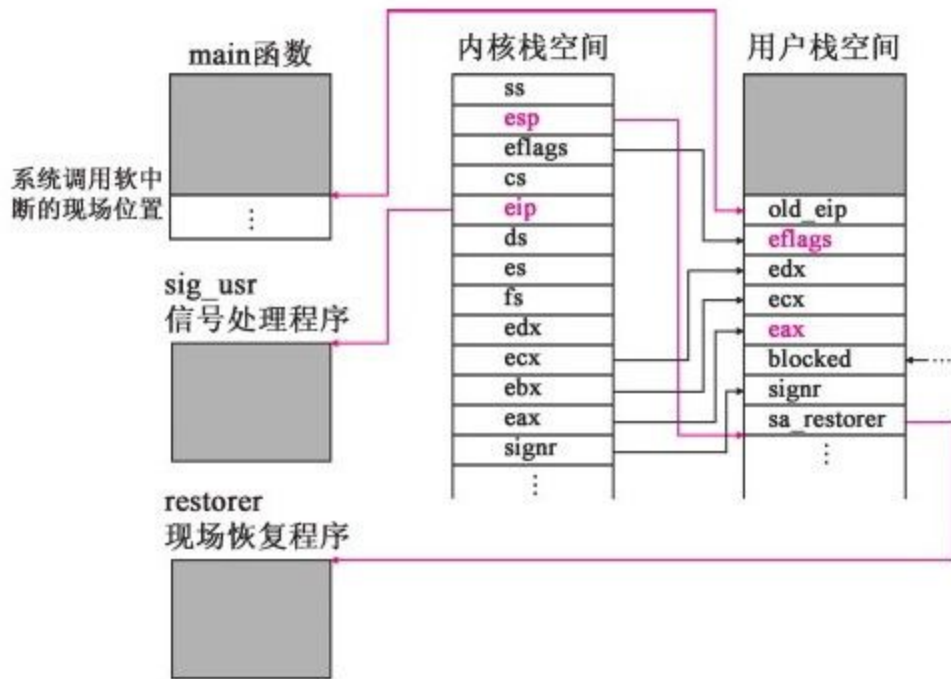 main函数
系统调用软中
断的现场位置
⋮
sig_usr
信号处理程序
restorer
现场恢复程序
内核栈空间
ss
esp
eflags
cs
eip
ds
es
fs
edx
ecx
ebx
eax
signr
⋮
用户栈空间
old_eip
eflags
edx
ecx
eax
blocked
signr
sa_restorer
⋮
…